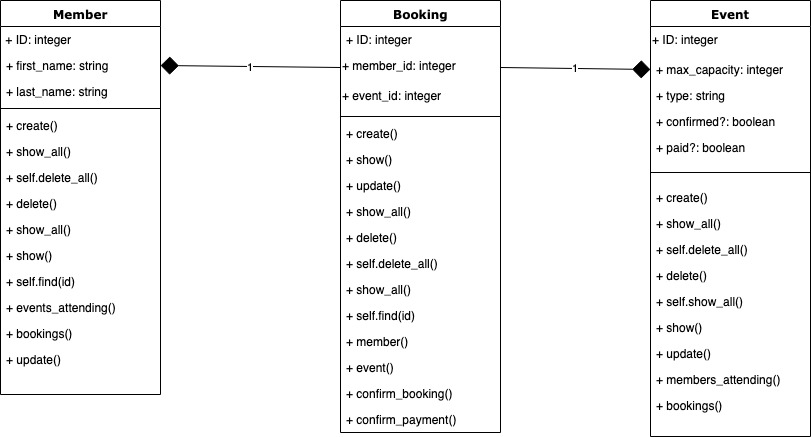 Member
+ ID: integer
+ first_name: string
+ last_name: string
+ create()
+ show_all()
+ self.delete_all()
+ delete()
+ show_all()
+ show()
+ self.find(id)
+ events_attending()
+ bookings()
+ update()
1
Booking
+ ID: integer
+ member_id: integer
+ event_id: integer
+ create()
+ show()
+ update()
+ show_all()
+ delete()
+ self.delete_all()
+ show_all()
+ self.find(id)
+ member()
+ event()
+ confirm_booking()
+ confirm_payment()
1
Event
+ ID: integer
+ max_capacity: integer
+ type: string
+ confirmed?: boolean
+ paid?: boolean
+ create()
+ show_all()
+ self.delete_all()
+ delete()
+ self.show_all()
+ show()
+ update()
+ members_attending()
+ bookings()